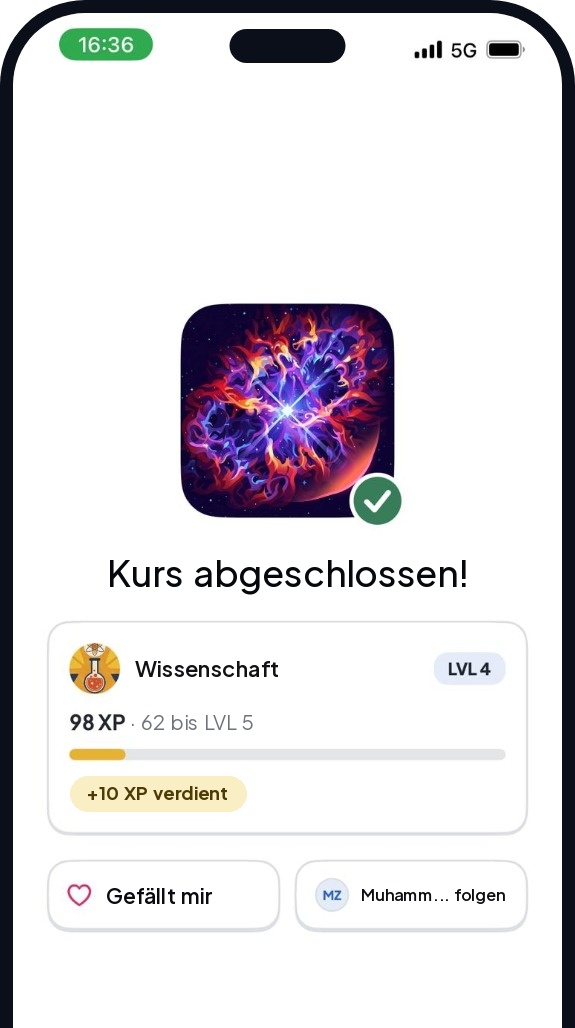 16:36
5G
Kurs abgeschlossen!
Wissenschaft
LVL 4
98 XP · 62 bis LVL 5
+10 XP verdient
Gefällt mir
MZ Muhamm... folgen